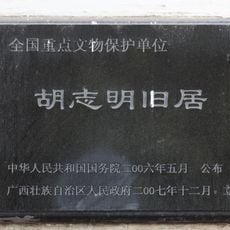 全国重点文物保护单位
胡志明旧居
中华人民共和国国务院二00六年五月 公布
广西壮族自治区人民政府二00七年十二月 立